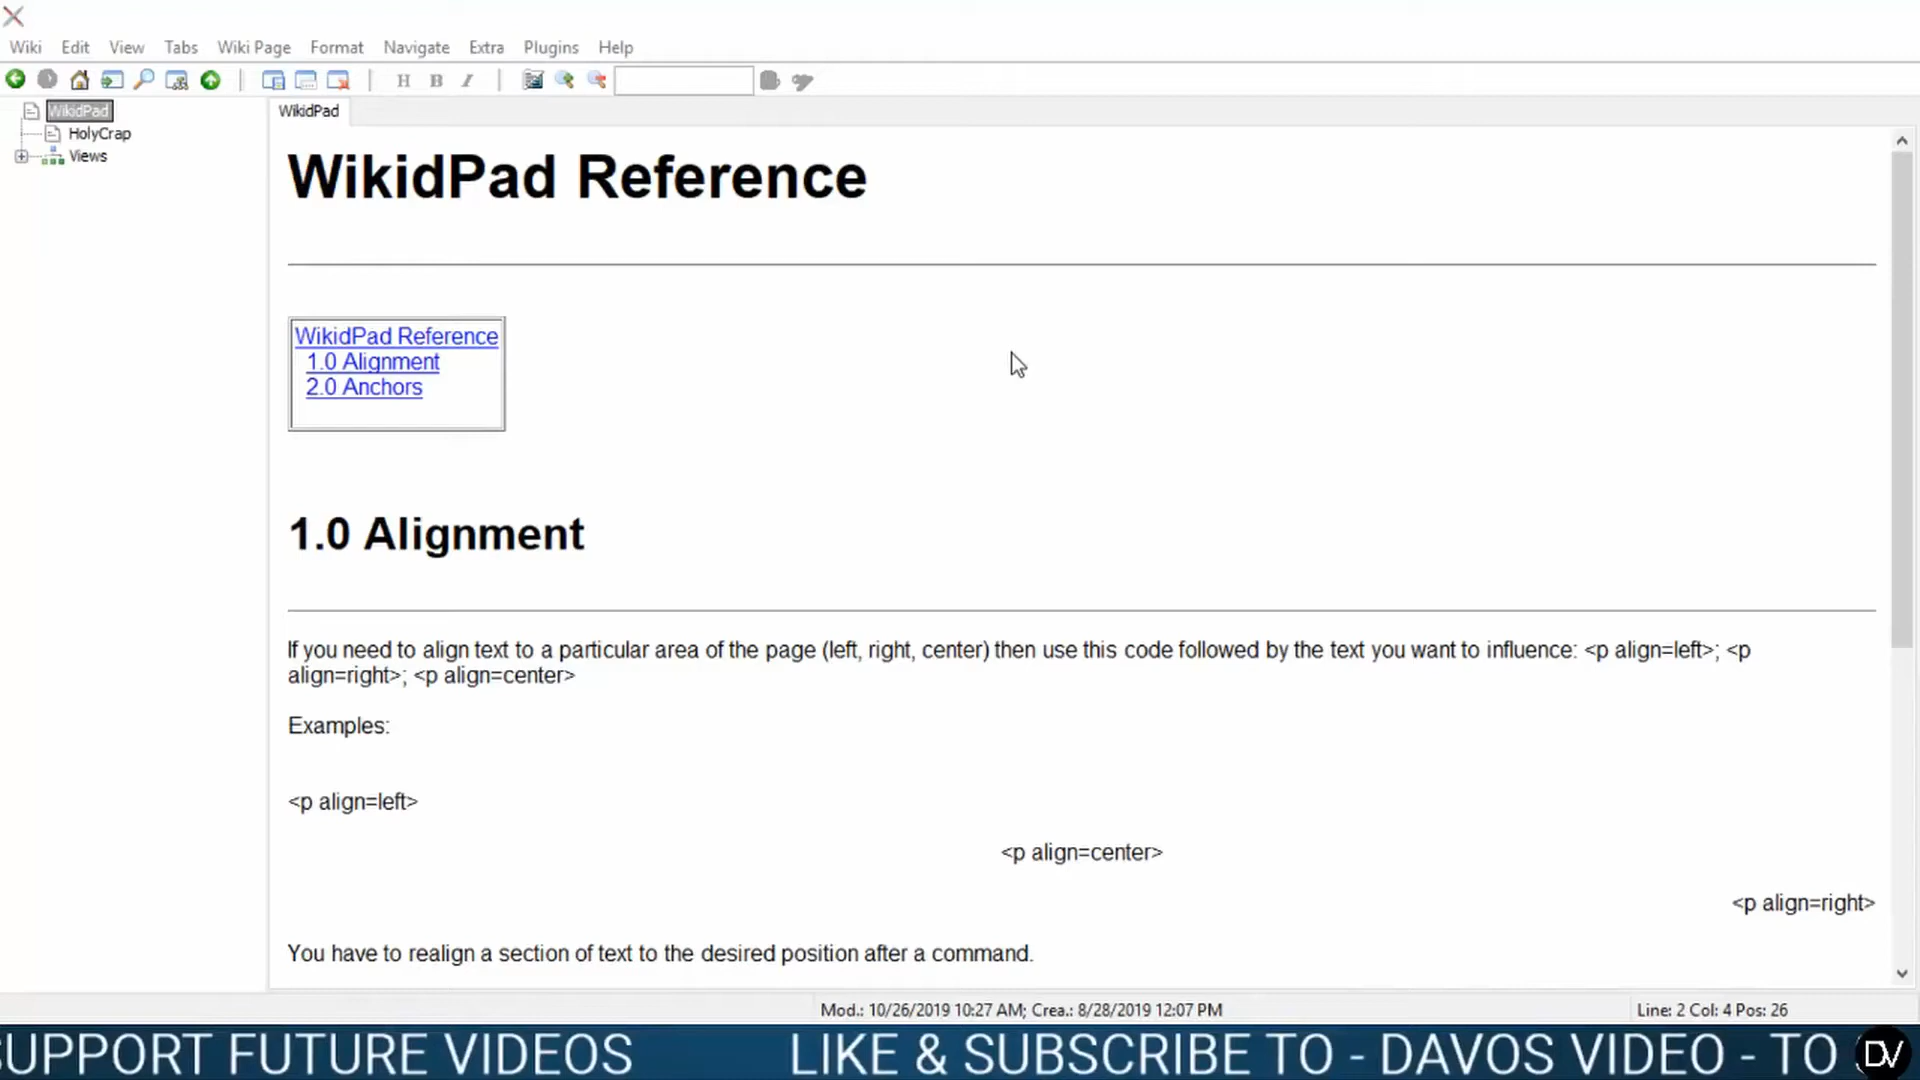 Wiki Edit View Tabs Wiki Page Format Navigate Extra Plugins Help
H B I
WikidPad
HolyCrap
Views
WikidPad
WikidPad Reference
WikidPad Reference
1.0 Alignment
2.0 Anchors
1.0 Alignment
If you need to align text to a particular area of the page (left, right, center) then use this code followed by the text you want to influence: <p align=left>; <p
align=right>; <p align=center>
Examples:
<p align=left>
<p align=center>
<p align=right>
You have to realign a section of text to the desired position after a command.
Mod.: 10/26/2019 10:27 AM; Crea.: 8/28/2019 12:07 PM
Line: 2 Col: 4 Pos: 26
SUPPORT FUTURE VIDEOS LIKE & SUBSCRIBE TO - DAVOS VIDEO - TO
DV